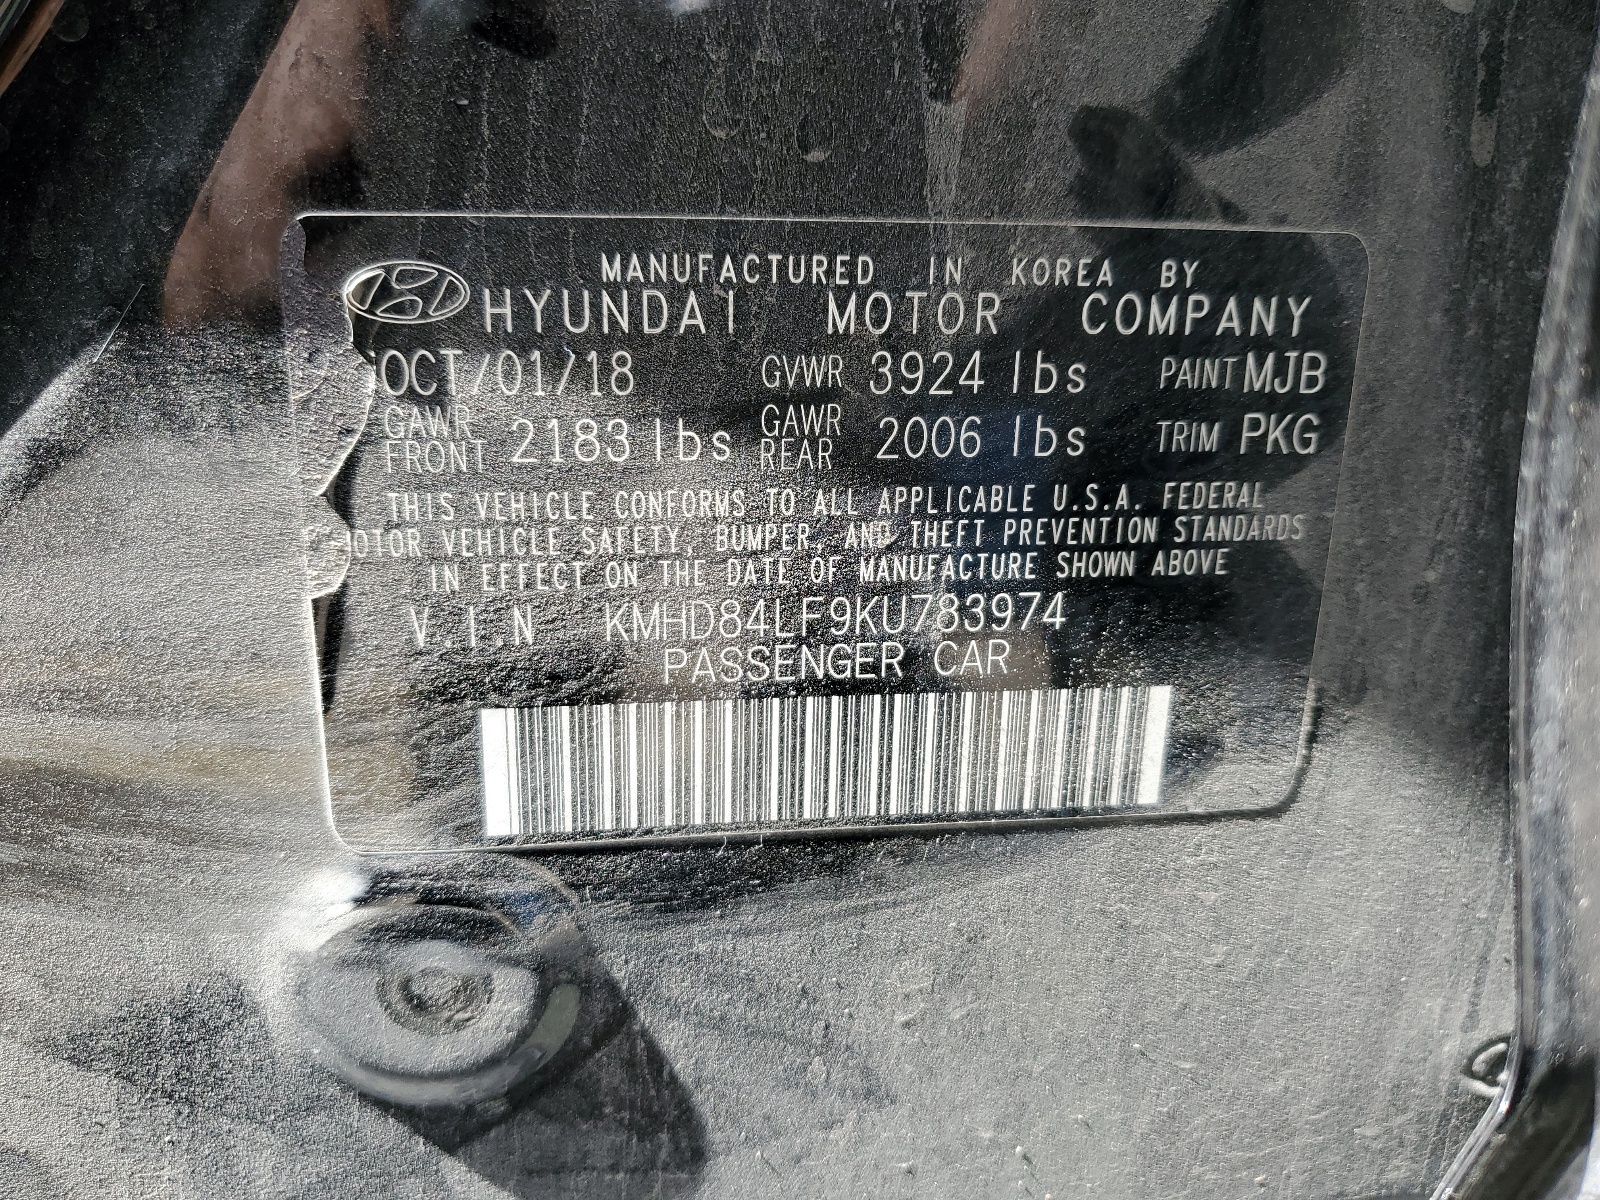 MANUFACTURED IN KOREA BY
HYUNDAI MOTOR COMPANY
OCT/01/18 GVWR 3924 lbs PAINT MJB
GAWR FRONT 2183 lbs GAWR REAR 2006 lbs TRIM PKG
THIS VEHICLE CONFORMS TO ALL APPLICABLE U.S.A. FEDERAL
OTOR VEHICLE SAFETY, BUMPER, AND THEFT PREVENTION STANDARDS
IN EFFECT ON THE DATE OF MANUFACTURE SHOWN ABOVE
V.I.N KMHD84LF9KU783974
PASSENGER CAR